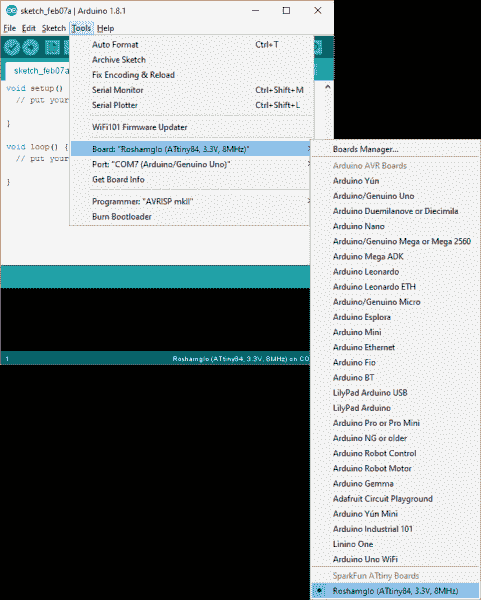 sketch_feb07a | Arduino 1.8.1
File Edit Sketch Tools Help
sketch_feb07a
void setup()
// put your
}
void loop() {
// put your
}
Auto Format Ctrl+T
Archive Sketch
Fix Encoding & Reload
Serial Monitor Ctrl+Shift+M
Serial Plotter Ctrl+Shift+L
WiFi101 Firmware Updater
Board: "Roshamglo (ATtiny84, 3.3V, 8MHz)"
Port: "COM7 (Arduino/Genuino Uno)"
Get Board Info
Programmer: "AVRISP mkII"
Burn Bootloader
1 Roshamglo (ATtiny84, 3.3V, 8MHz) on CO
Boards Manager...
Arduino AVR Boards
Arduino Yún
Arduino/Genuino Uno
Arduino Duemilanove or Diecimila
Arduino Nano
Arduino/Genuino Mega or Mega 2560
Arduino Mega ADK
Arduino Leonardo
Arduino Leonardo ETH
Arduino/Genuino Micro
Arduino Esplora
Arduino Mini
Arduino Ethernet
Arduino Fio
Arduino BT
LilyPad Arduino USB
LilyPad Arduino
Arduino Pro or Pro Mini
Arduino NG or older
Arduino Robot Control
Arduino Robot Motor
Arduino Gemma
Adafruit Circuit Playground
Arduino Yún Mini
Arduino Industrial 101
Linino One
Arduino Uno WiFi
SparkFun ATtiny Boards
Roshamglo (ATtiny84, 3.3V, 8MHz)